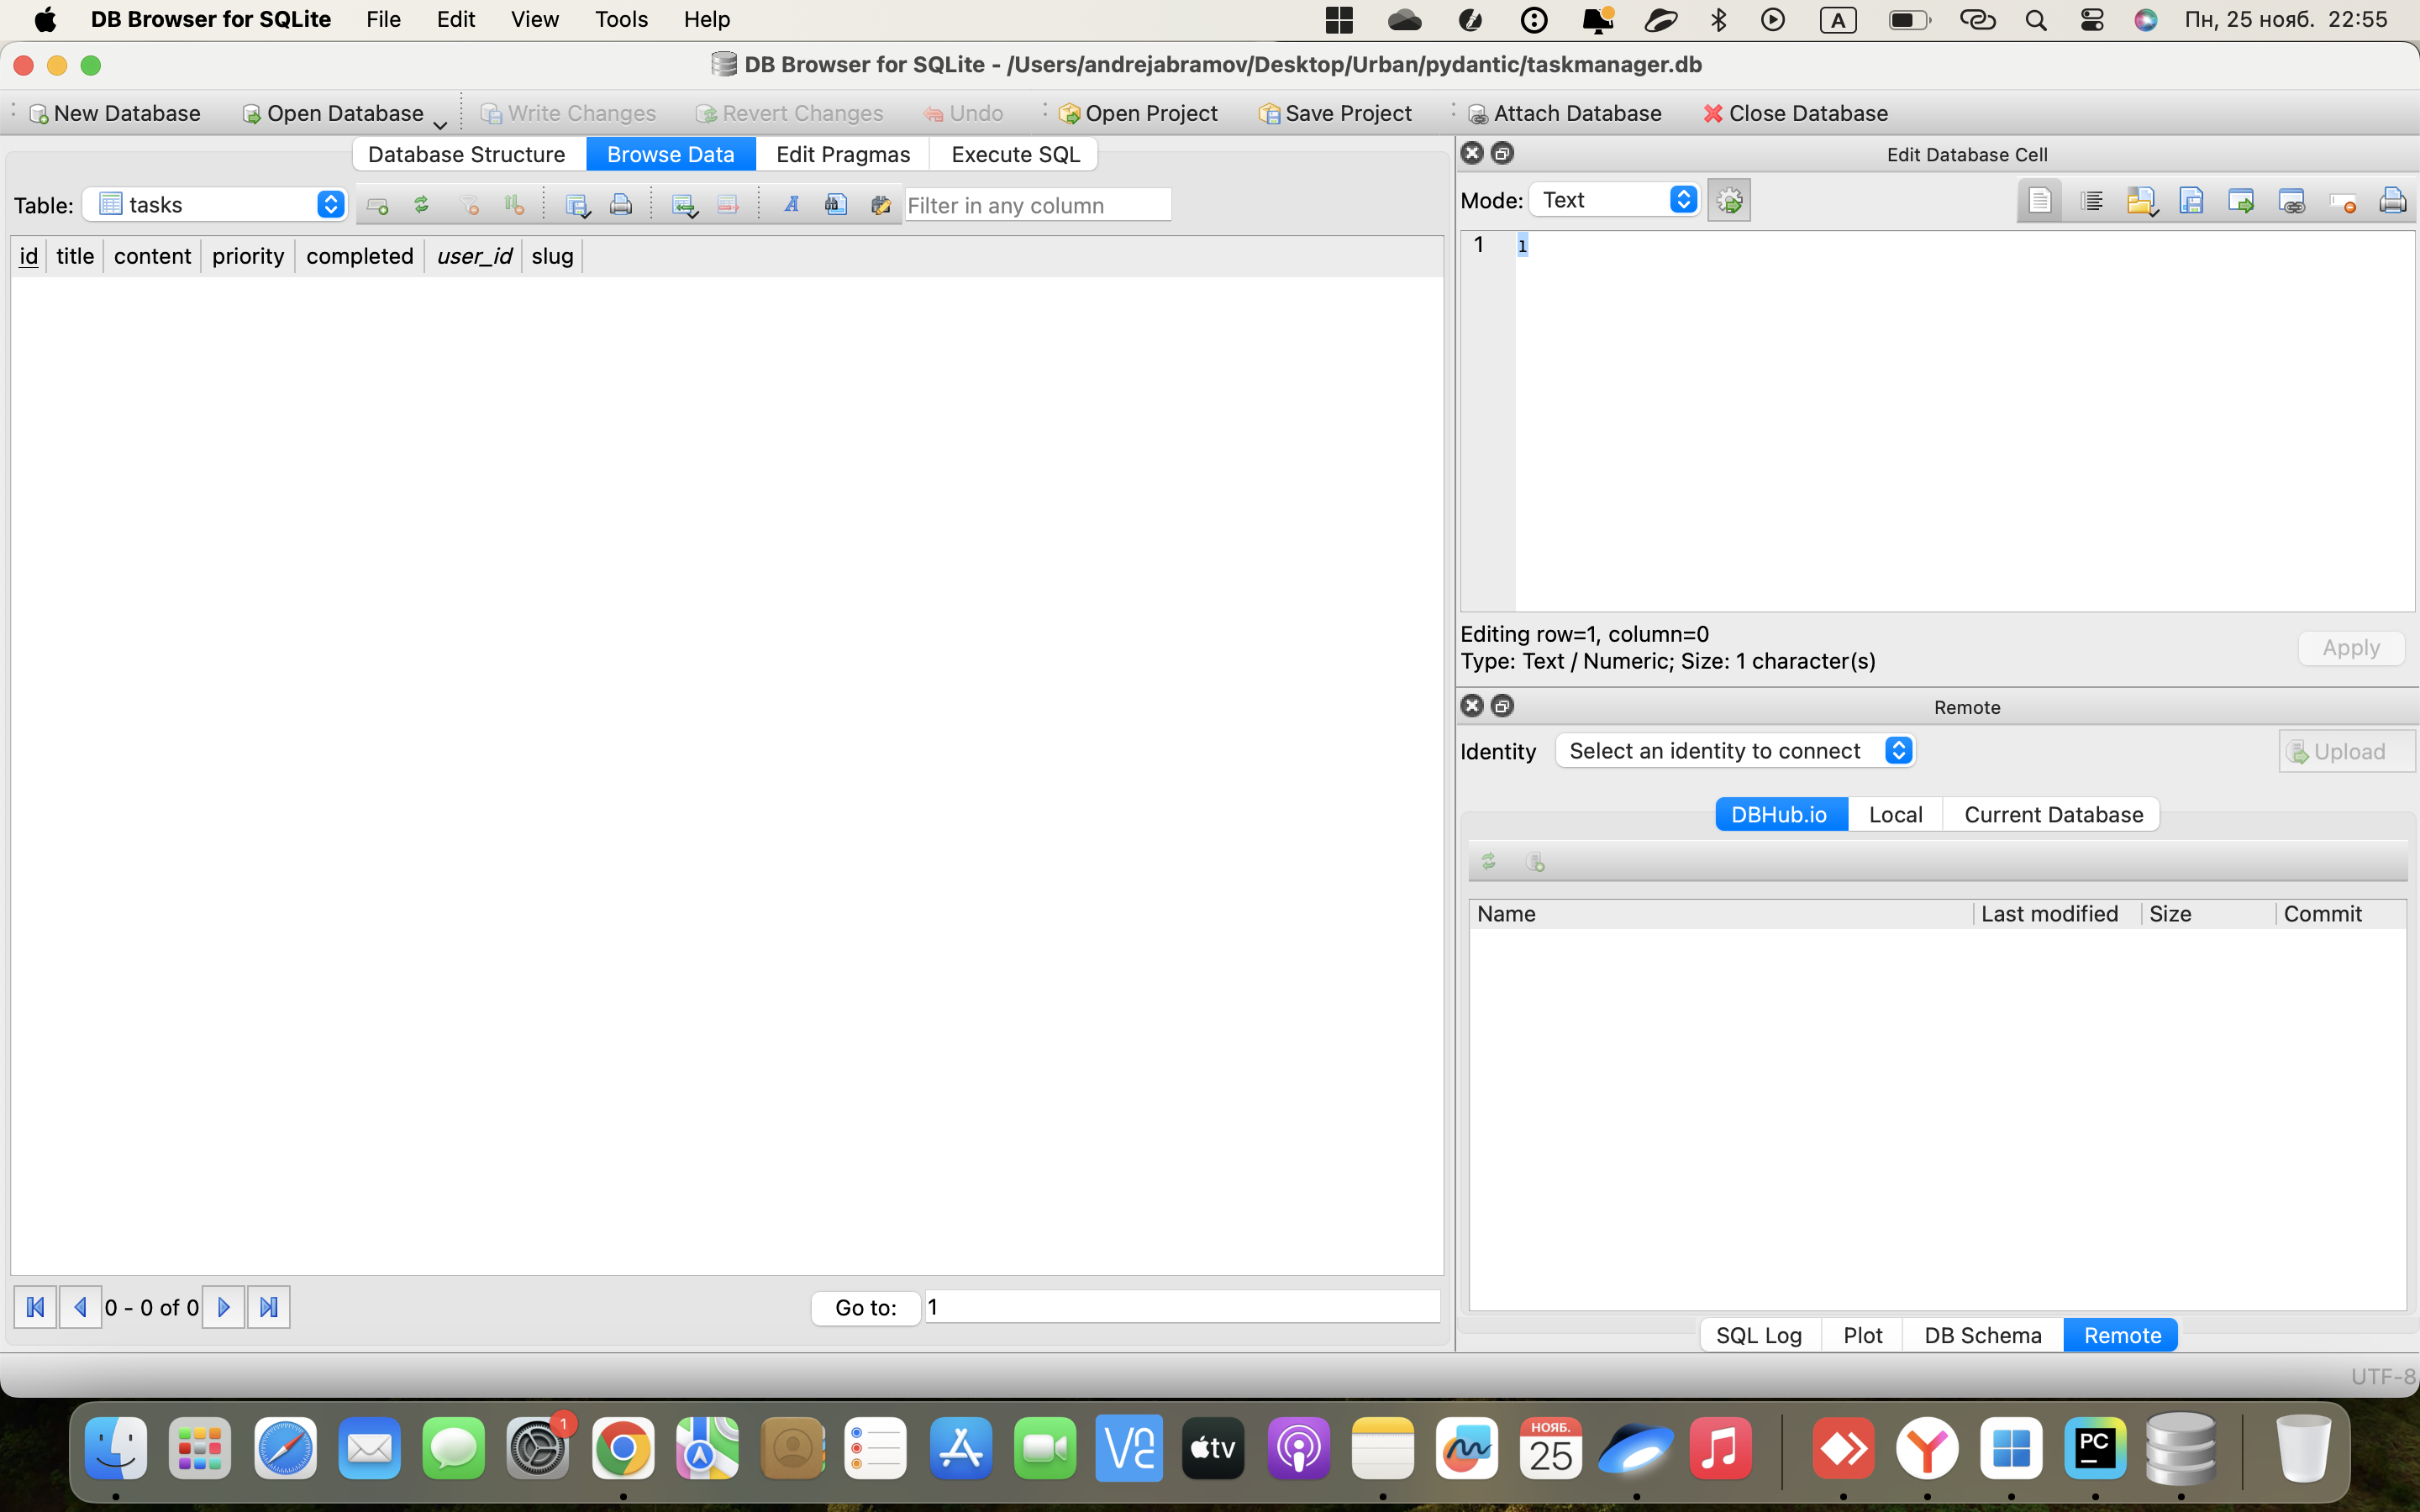 DB Browser for SQLite File Edit View Tools Help A Пн, 25 нояб. 22:55
DB Browser for SQLite - /Users/andrejabramov/Desktop/Urban/pydantic/taskmanager.db
New Database Open Database Write Changes Revert Changes Undo Open Project Save Project Attach Database Close Database
Database Structure Browse Data Edit Pragmas Execute SQL
Edit Database Cell
Table: tasks Filter in any column
Mode: Text
id title content priority completed user_id slug
1 1
Editing row=1, column=0
Type: Text / Numeric; Size: 1 character(s)
Apply
Remote
Identity Select an identity to connect Upload
DBHub.io Local Current Database
Name Last modified Size Commit
0 - 0 of 0 Go to: 1
SQL Log Plot DB Schema Remote
UTF-8
1
tv
НОЯБ.
25
PC